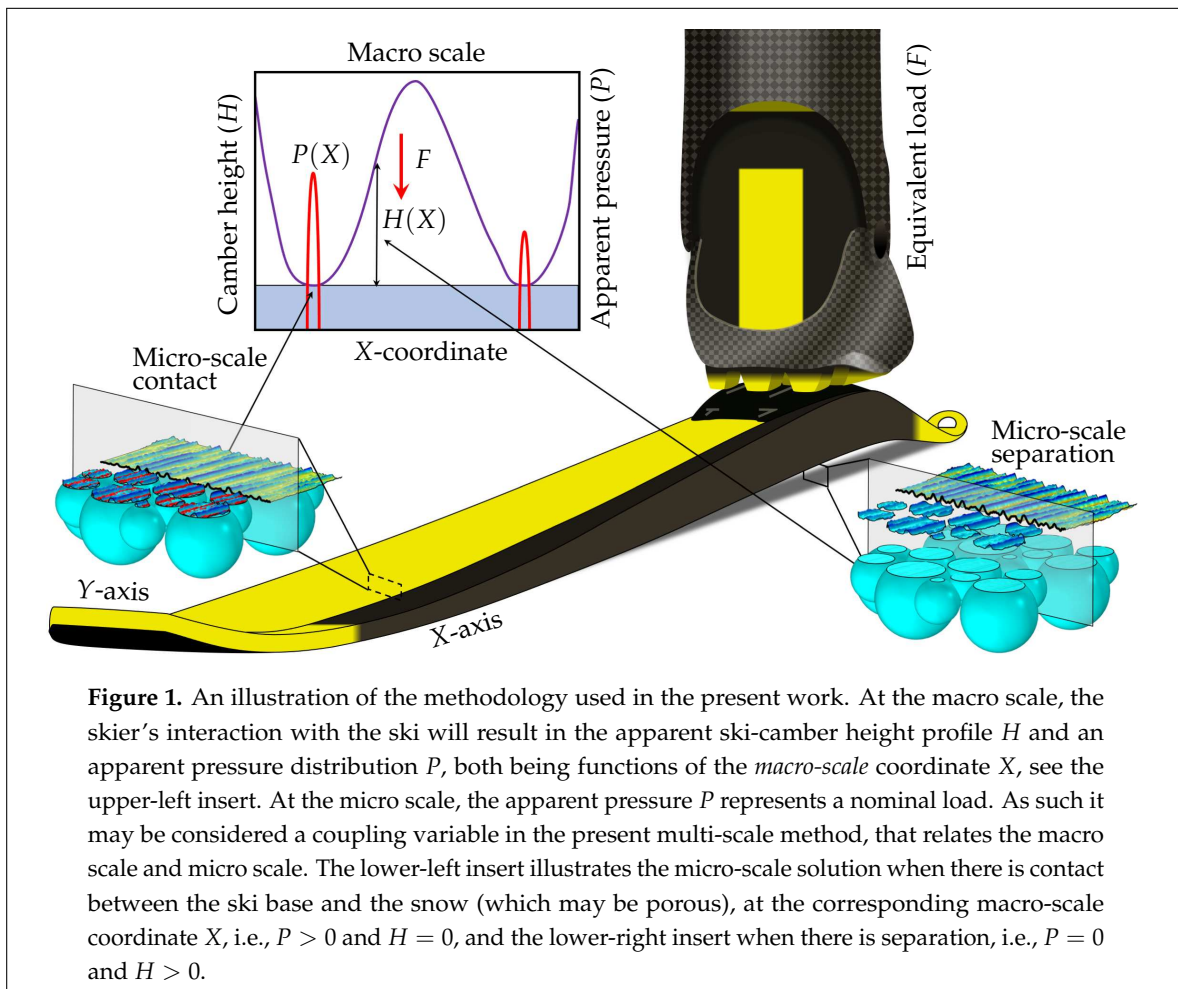 Macro scale
Camber height (H)
Apparent pressure (P)
P(X)
F
H(X)
X-coordinate
Equivalent load (F)
Micro-scale
contact
Micro-scale
separation
Y-axis
X-axis
Figure 1. An illustration of the methodology used in the present work. At the macro scale, the
skier's interaction with the ski will result in the apparent ski-camber height profile H and an
apparent pressure distribution P, both being functions of the macro-scale coordinate X, see the
upper-left insert. At the micro scale, the apparent pressure P represents a nominal load. As such it
may be considered a coupling variable in the present multi-scale method, that relates the macro
scale and micro scale. The lower-left insert illustrates the micro-scale solution when there is contact
between the ski base and the snow (which may be porous), at the corresponding macro-scale
coordinate X, i.e., P > 0 and H = 0, and the lower-right insert when there is separation, i.e., P = 0
and H > 0.